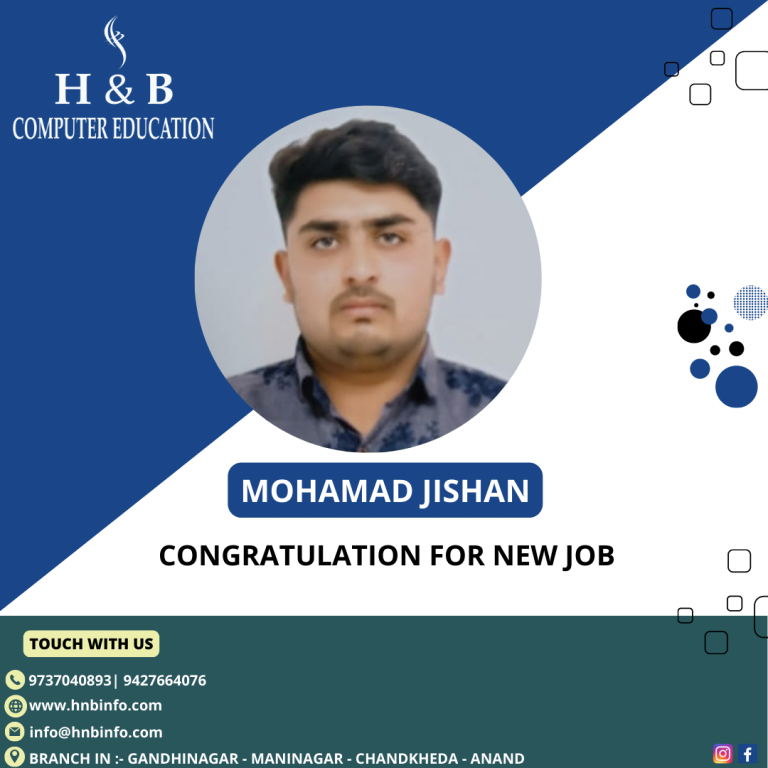 H & B
COMPUTER EDUCATION
MOHAMAD JISHAN
CONGRATULATION FOR NEW JOB
TOUCH WITH US
9737040893| 9427664076
www.hnbinfo.com
info@hnbinfo.com
BRANCH IN :- GANDHINAGAR - MANINAGAR - CHANDKHEDA - ANAND